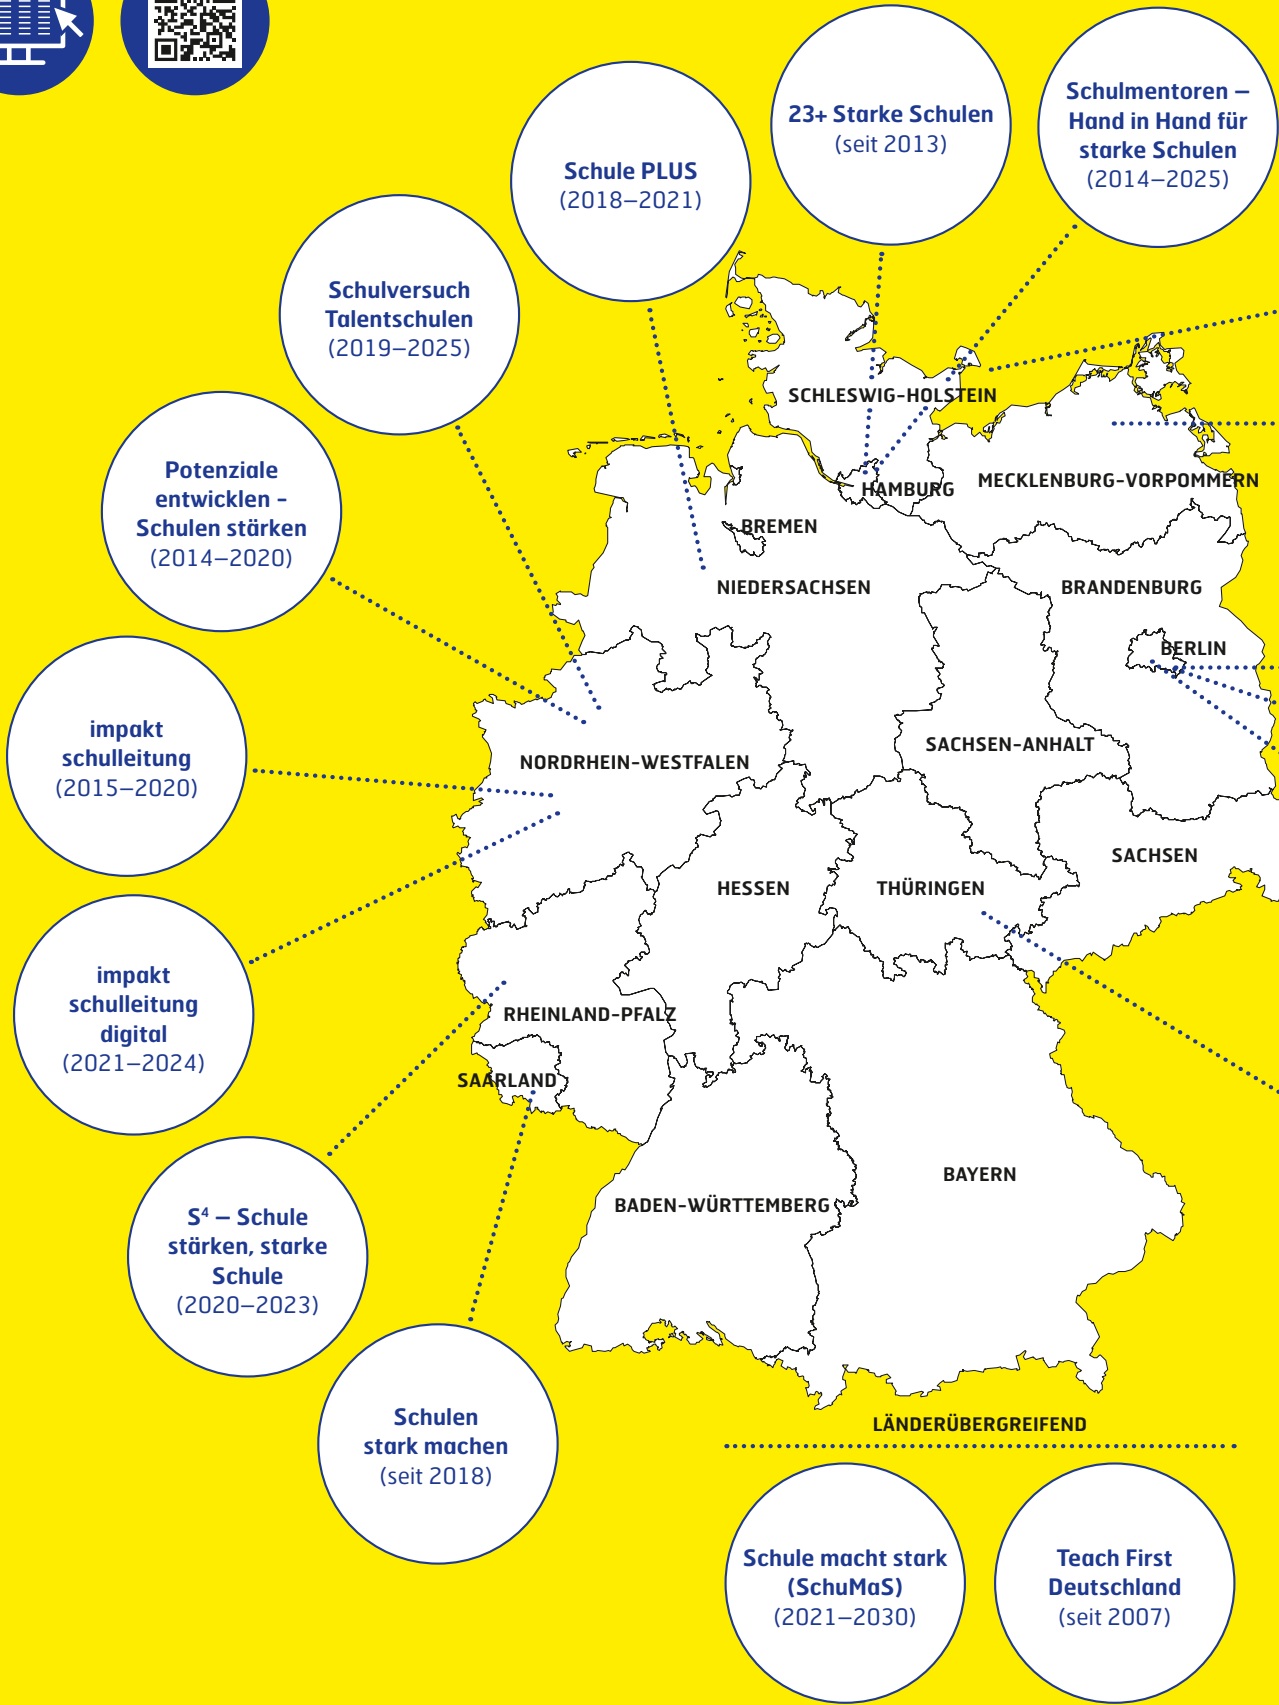 23+ Starke Schulen
(seit 2013)
Schulmentoren –
Hand in Hand für
starke Schulen
(2014–2025)
Schule PLUS
(2018–2021)
Schulversuch
Talentschulen
(2019–2025)
Potenziale
entwicklen -
Schulen stärken
(2014–2020)
impakt
schulleitung
(2015–2020)
impakt
schulleitung
digital
(2021–2024)
S⁴ – Schule
stärken, starke
Schule
(2020–2023)
Schulen
stark machen
(seit 2018)
SCHLESWIG-HOLSTEIN
MECKLENBURG-VORPOMMERN
HAMBURG
BREMEN
NIEDERSACHSEN
BRANDENBURG
BERLIN
SACHSEN-ANHALT
NORDRHEIN-WESTFALEN
SACHSEN
HESSEN
THÜRINGEN
RHEINLAND-PFALZ
SAARLAND
BAYERN
BADEN-WÜRTTEMBERG
LÄNDERÜBERGREIFEND
Schule macht stark
(SchuMaS)
(2021–2030)
Teach First
Deutschland
(seit 2007)